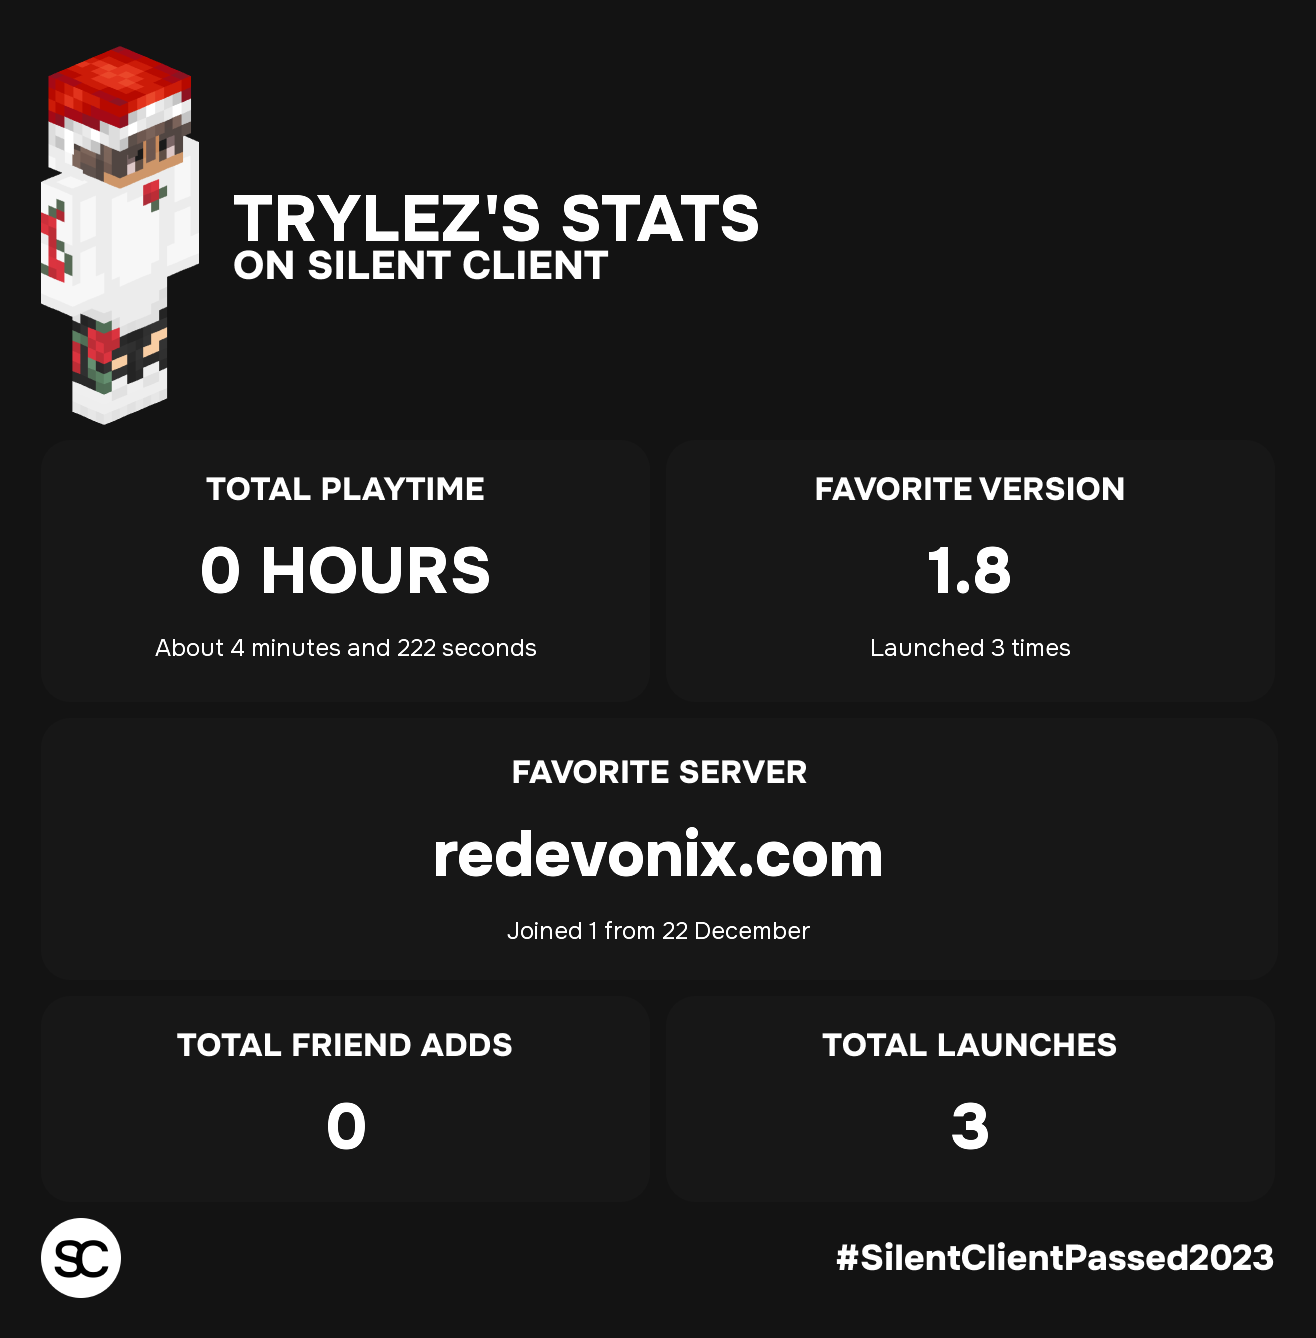 TRYLEZ'S STATS
ON SILENT CLIENT
TOTAL PLAYTIME
0 HOURS
About 4 minutes and 222 seconds
FAVORITE VERSION
1.8
Launched 3 times
FAVORITE SERVER
redevonix.com
Joined 1 from 22 December
TOTAL FRIEND ADDS
0
TOTAL LAUNCHES
3
SC
#SilentClientPassed2023